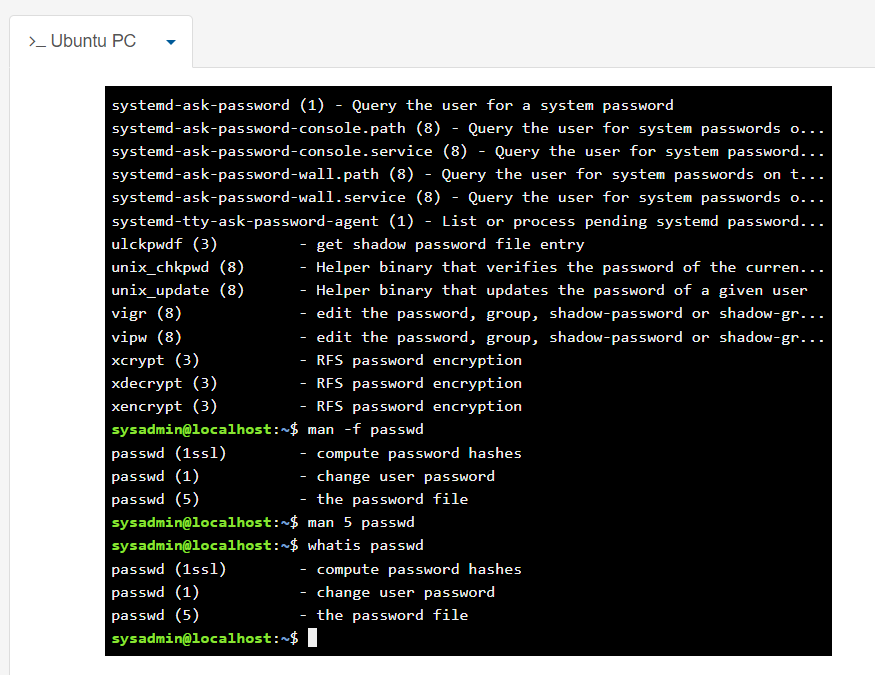 >_ Ubuntu PC
systemd-ask-password (1) - Query the user for a system password
systemd-ask-password-console.path (8) - Query the user for system passwords o...
systemd-ask-password-console.service (8) - Query the user for system password...
systemd-ask-password-wall.path (8) - Query the user for system passwords on t...
systemd-ask-password-wall.service (8) - Query the user for system passwords o...
systemd-tty-ask-password-agent (1) - List or process pending systemd password...
ulckpwdf (3)         - get shadow password file entry
unix_chkpwd (8)      - Helper binary that verifies the password of the curren...
unix_update (8)      - Helper binary that updates the password of a given user
vigr (8)             - edit the password, group, shadow-password or shadow-gr...
vipw (8)             - edit the password, group, shadow-password or shadow-gr...
xcrypt (3)           - RFS password encryption
xdecrypt (3)         - RFS password encryption
xencrypt (3)         - RFS password encryption
sysadmin@localhost:~$ man -f passwd
passwd (1ssl)        - compute password hashes
passwd (1)           - change user password
passwd (5)           - the password file
sysadmin@localhost:~$ man 5 passwd
sysadmin@localhost:~$ whatis passwd
passwd (1ssl)        - compute password hashes
passwd (1)           - change user password
passwd (5)           - the password file
sysadmin@localhost:~$